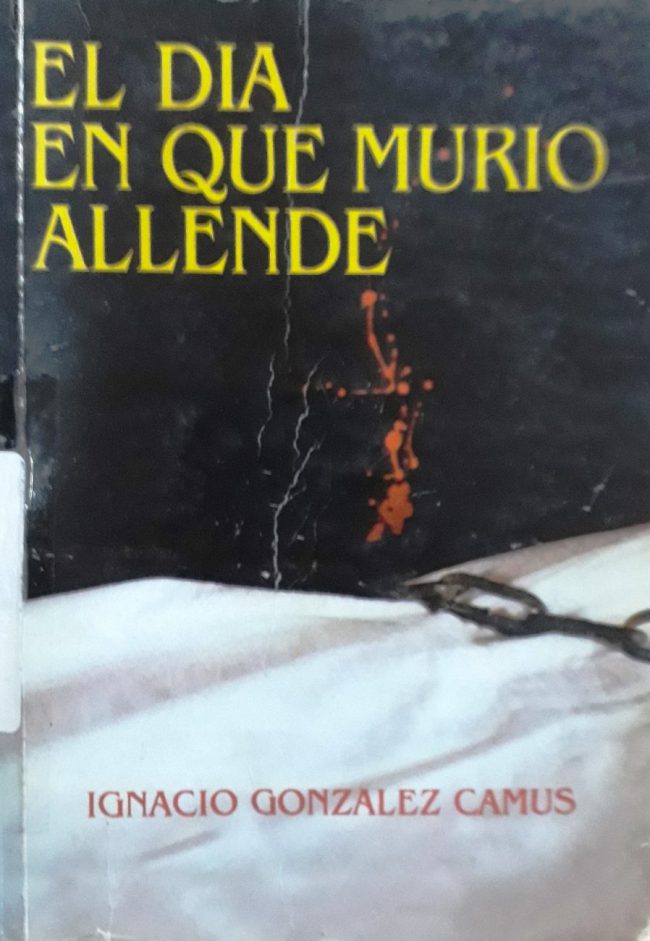 EL DIA
EN QUE MURIO
ALLENDE
IGNACIO GONZALEZ CAMUS